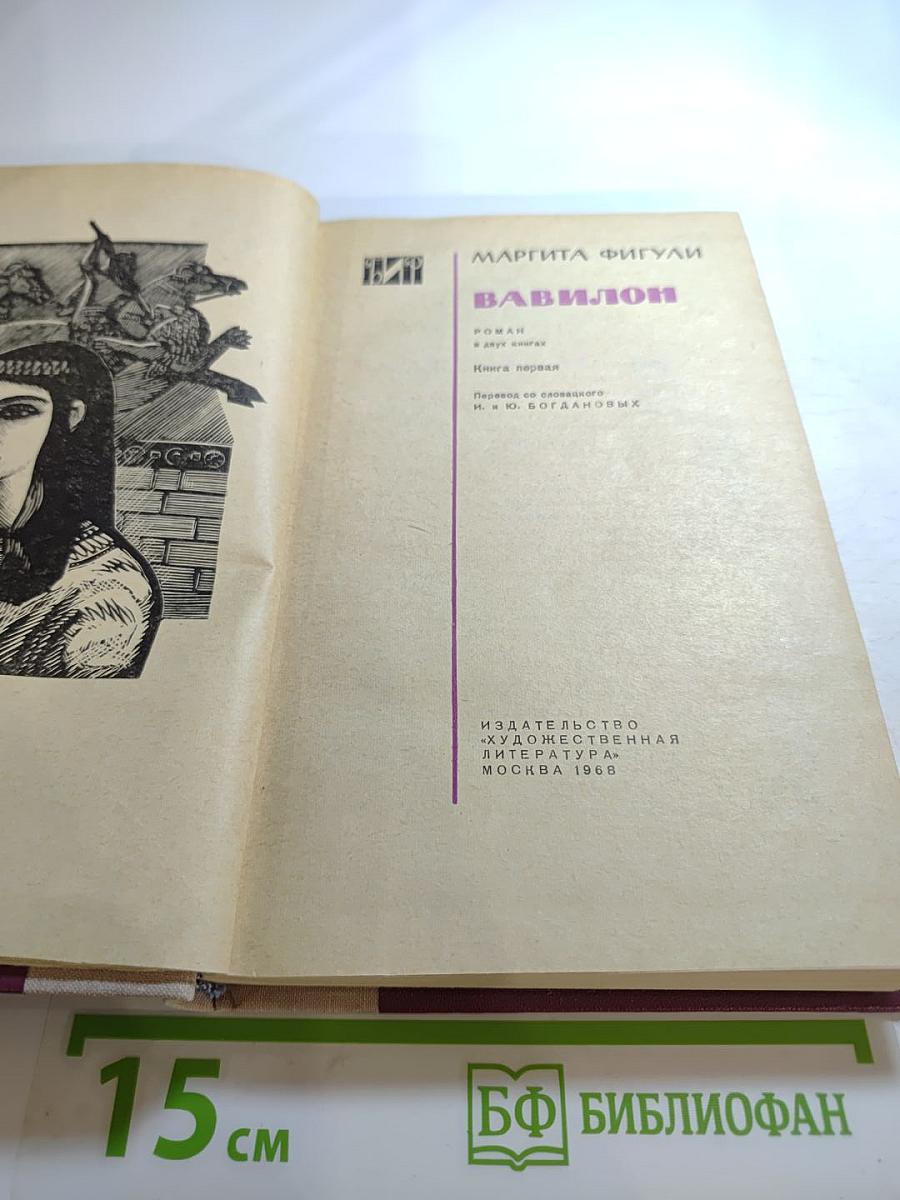 МАРГИТА ФИГУЛИ
ВАВИЛОН
РОМАН
в двух книгах
Книга первая
Перевод со словацкого
И. и Ю. БОГДАНОВЫХ
ИЗДАТЕЛЬСТВО
«ХУДОЖЕСТВЕННАЯ
ЛИТЕРАТУРА»
МОСКВА 1968
15 см
БФ БИБЛИОФАН